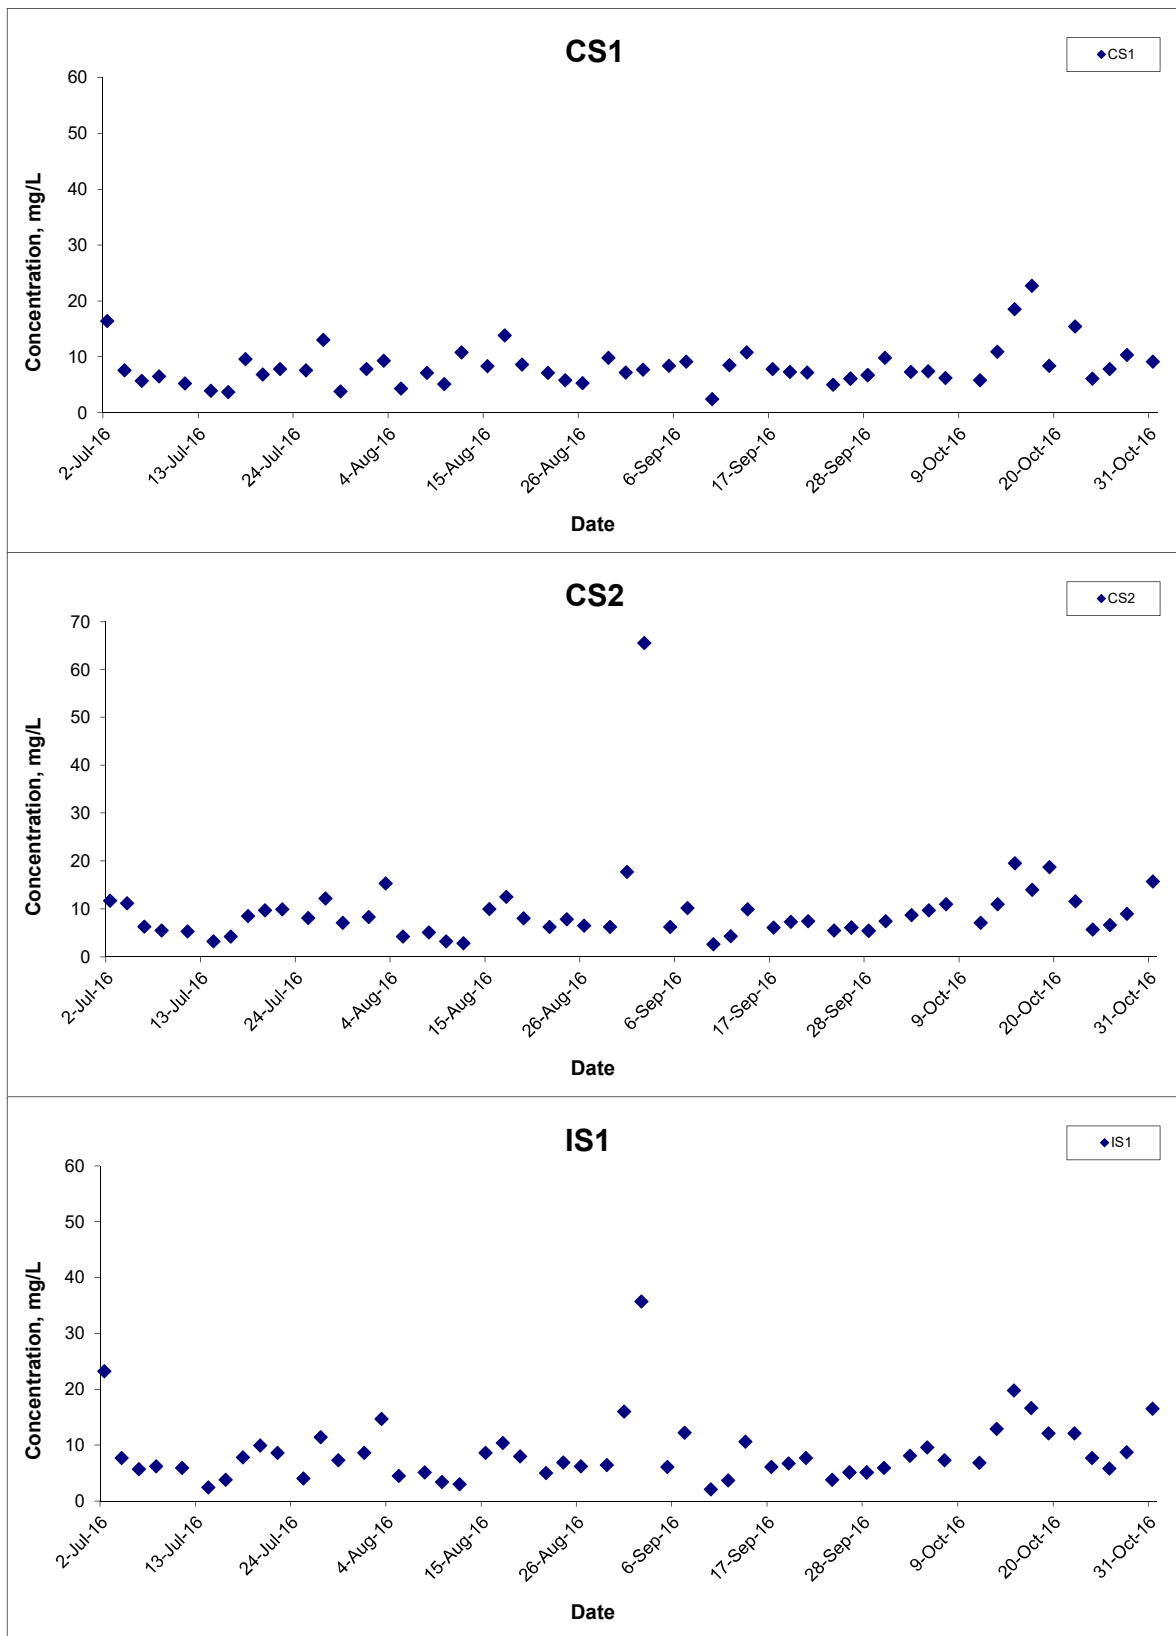 CS1
CS1
60
50
40
30
20
10
0
Concentration, mg/L
2-Jul-16
13-Jul-16
24-Jul-16
4-Aug-16
15-Aug-16
26-Aug-16
6-Sep-16
17-Sep-16
28-Sep-16
9-Oct-16
20-Oct-16
31-Oct-16
Date
CS2
CS2
70
60
50
40
30
20
10
0
Concentration, mg/L
2-Jul-16
13-Jul-16
24-Jul-16
4-Aug-16
15-Aug-16
26-Aug-16
6-Sep-16
17-Sep-16
28-Sep-16
9-Oct-16
20-Oct-16
31-Oct-16
Date
IS1
IS1
60
50
40
30
20
10
0
Concentration, mg/L
2-Jul-16
13-Jul-16
24-Jul-16
4-Aug-16
15-Aug-16
26-Aug-16
6-Sep-16
17-Sep-16
28-Sep-16
9-Oct-16
20-Oct-16
31-Oct-16
Date